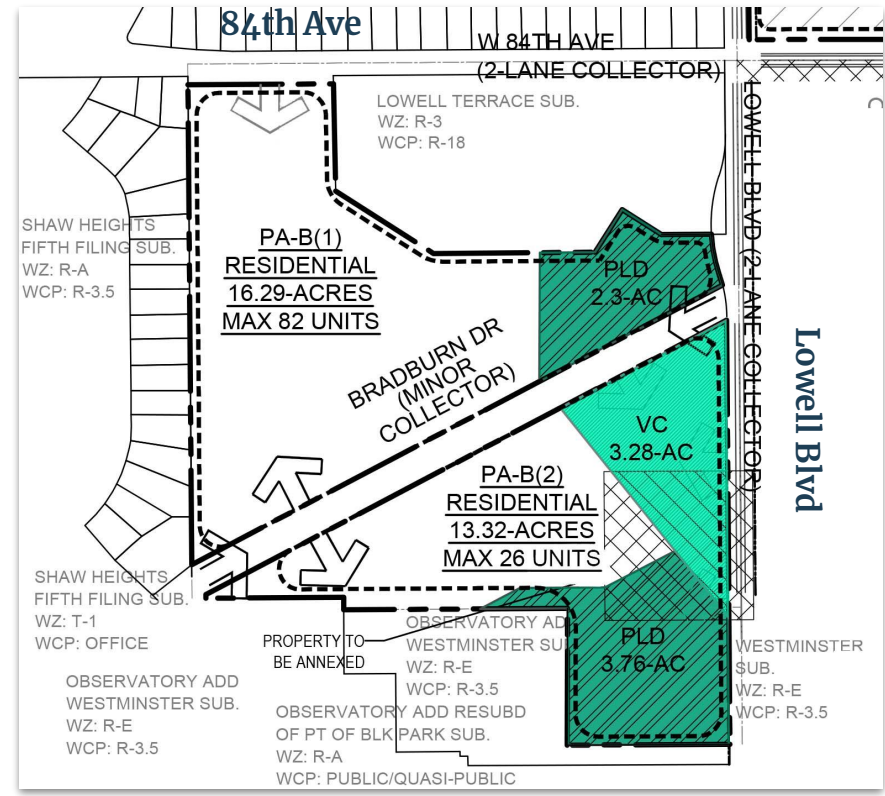 84th Ave
W 84TH AVE
(2-LANE COLLECTOR)
LOWELL TERRACE SUB.
WZ: R-3
WCP: R-18
LOWELL BLVD (2-LANE COLLECTOR)
Lowell Blvd
SHAW HEIGHTS
FIFTH FILING SUB.
WZ: R-A
WCP: R-3.5
PA-B(1)
RESIDENTIAL
16.29-ACRES
MAX 82 UNITS
PLD
2.3-AC
BRADBURN DR
(MINOR
COLLECTOR)
VC
3.28-AC
PA-B(2)
RESIDENTIAL
13.32-ACRES
MAX 26 UNITS
SHAW HEIGHTS
FIFTH FILING SUB.
WZ: T-1
WCP: OFFICE
PROPERTY TO
BE ANNEXED
OBSERVATORY ADD
WESTMINSTER SU
WZ: R-E
WCP: R-3.5
PLD
3.76-AC
WESTMINSTER
SUB.
WZ: R-E
WCP: R-3.5
OBSERVATORY ADD
WESTMINSTER SUB.
WZ: R-E
WCP: R-3.5
OBSERVATORY ADD RESUBD
OF PT OF BLK PARK SUB.
WZ: R-A
WCP: PUBLIC/QUASI-PUBLIC